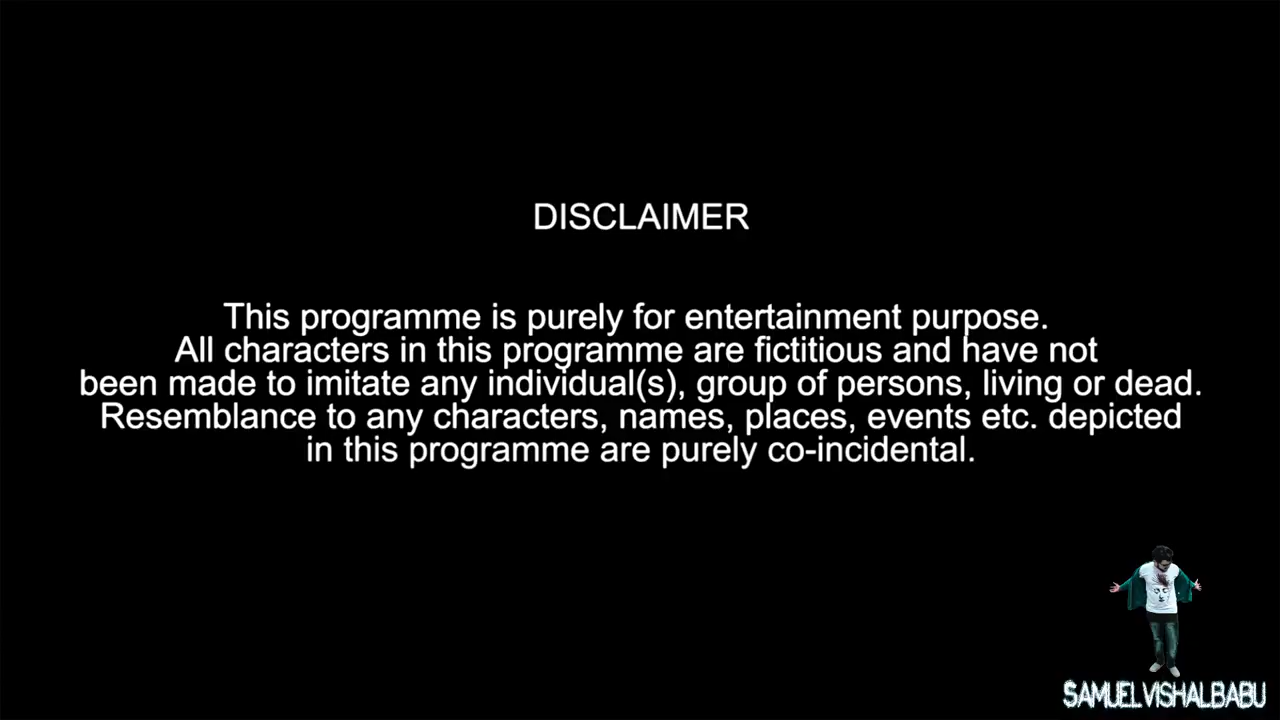 DISCLAIMER
This programme is purely for entertainment purpose.
All characters in this programme are fictitious and have not
been made to imitate any individual(s), group of persons, living or dead.
Resemblance to any characters, names, places, events etc. depicted
in this programme are purely co-incidental.
SAMUELVISHALBABU